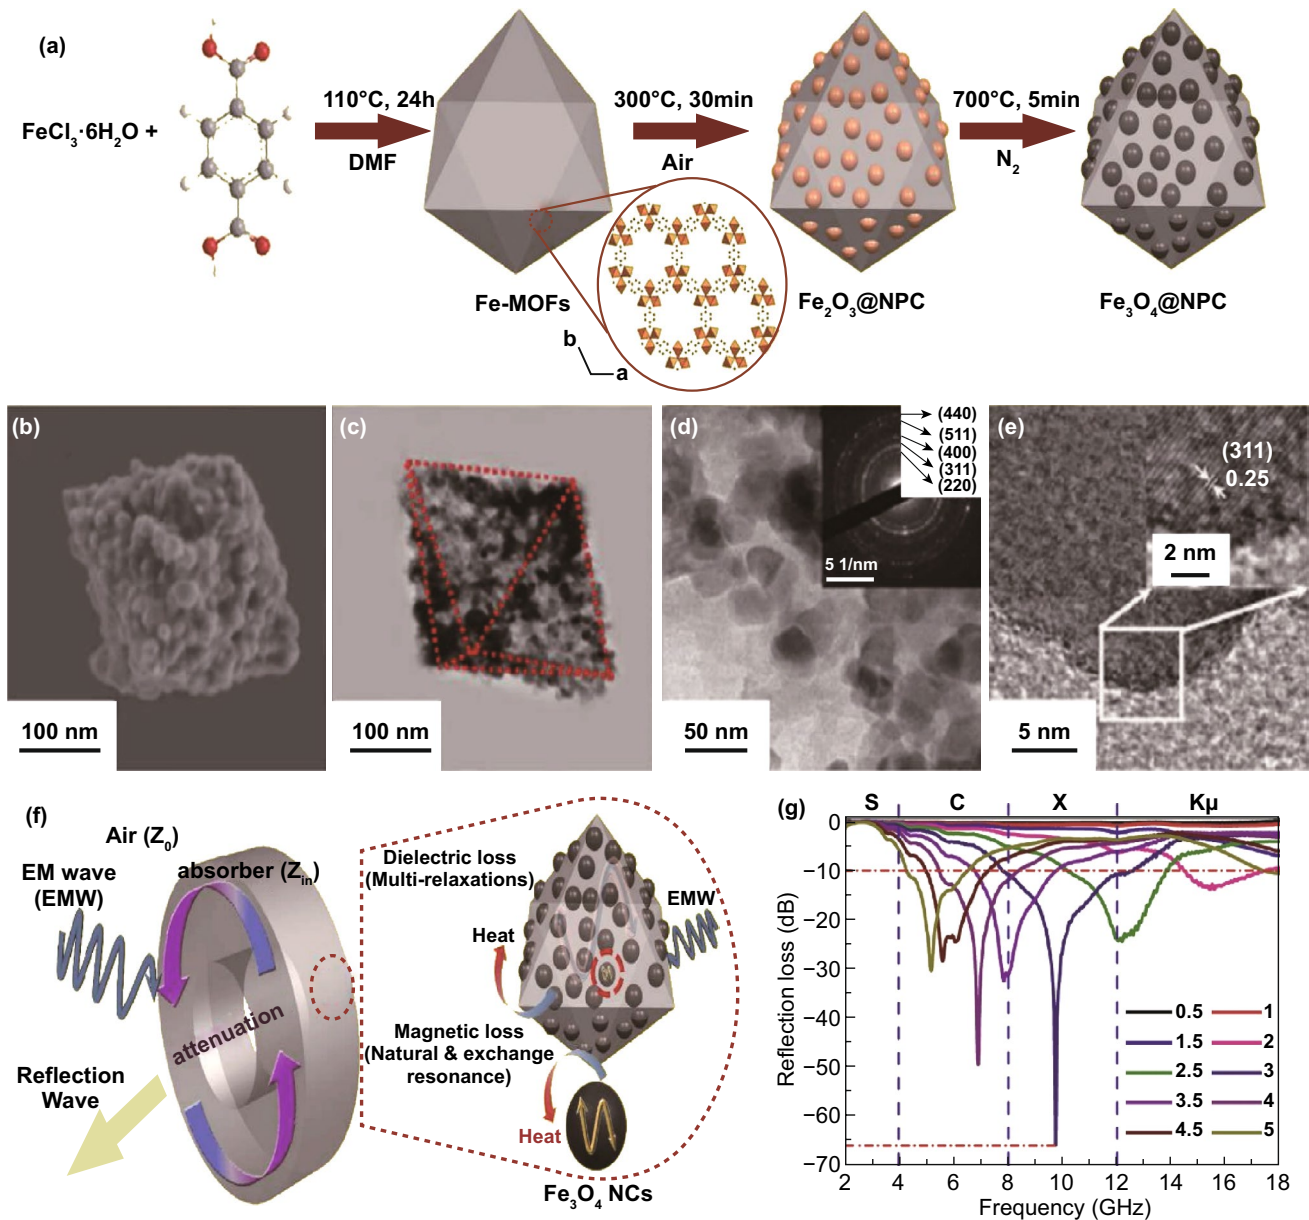 (a)
FeCl₃·6H₂O +
110°C, 24h
DMF
300°C, 30min
Air
700°C, 5min
N₂
Fe-MOFs
Fe₂O₃@NPC
Fe₃O₄@NPC
b
a
(b)
100 nm
(c)
100 nm
(d)
(440)
(511)
(400)
(311)
(220)
5 1/nm
50 nm
(e)
(311)
0.25
2 nm
5 nm
(f)
Air (Z₀)
EM wave
(EMW)
absorber (Zᵢₙ)
attenuation
Reflection
Wave
Dielectric loss
(Multi-relaxations)
EMW
Heat
Magnetic loss
(Natural & exchange
resonance)
Heat
Fe₃O₄ NCs
(g)
S C X Kμ
0
−10
−20
−30
−40
−50
−60
−70
Reflection loss (dB)
0.5 1
1.5 2
2.5 3
3.5 4
4.5 5
2 4 6 8 10 12 14 16 18
Frequency (GHz)